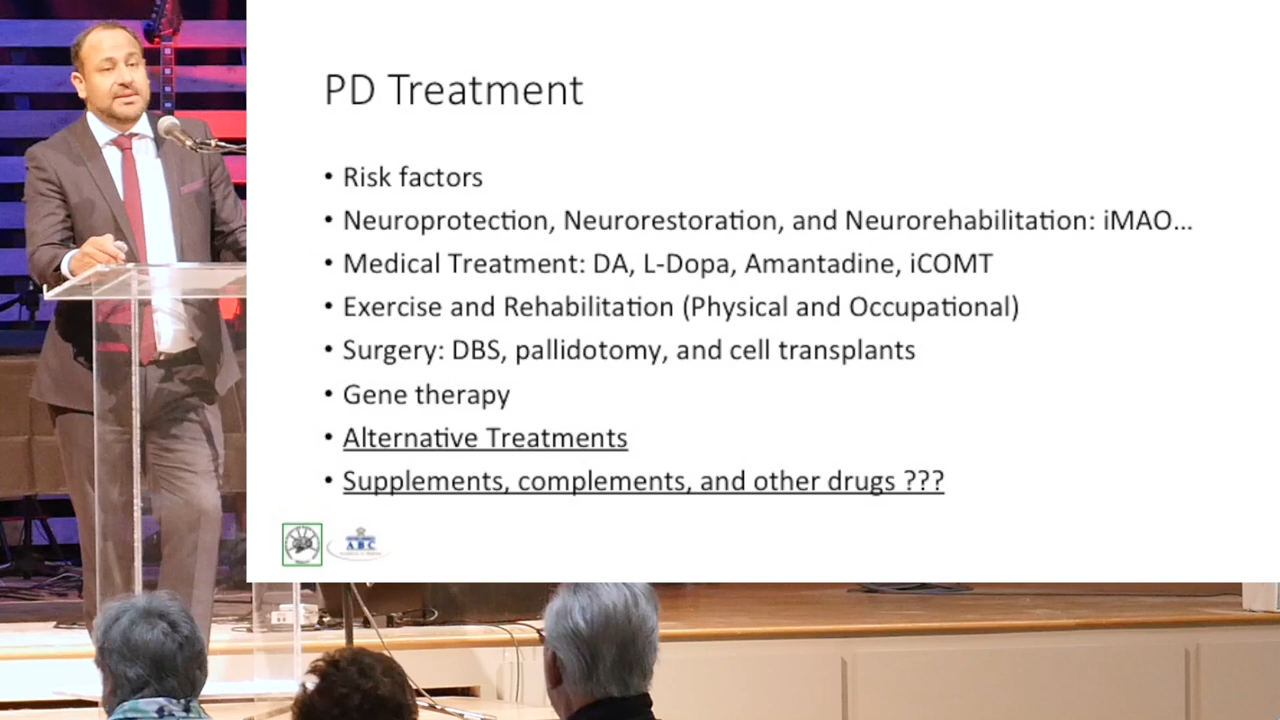 PD Treatment
• Risk factors
• Neuroprotection, Neurorestoration, and Neurorehabilitation: iMAO...
• Medical Treatment: DA, L-Dopa, Amantadine, iCOMT
• Exercise and Rehabilitation (Physical and Occupational)
• Surgery: DBS, pallidotomy, and cell transplants
• Gene therapy
• Alternative Treatments
• Supplements, complements, and other drugs ???
ABC